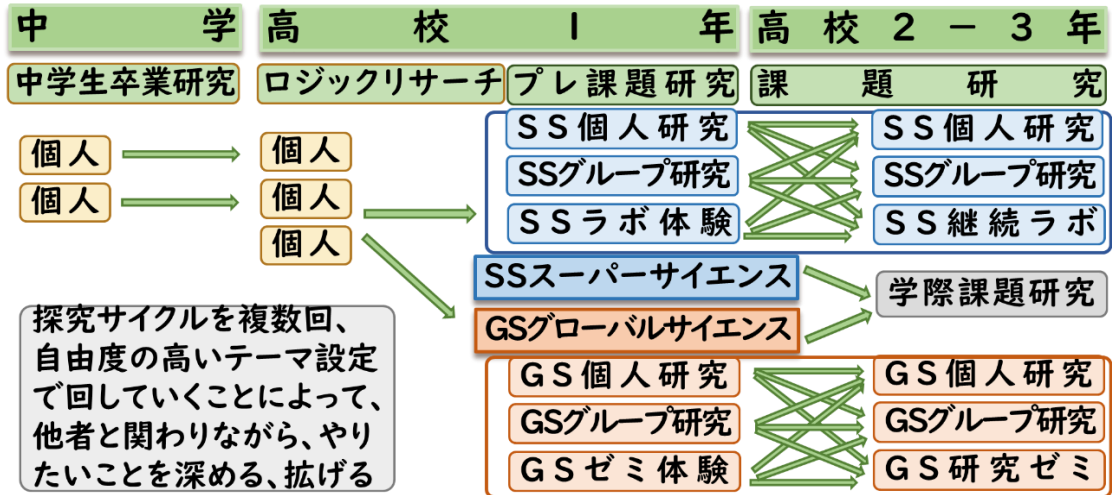 中学
高校1年
高校2-3年
中学生卒業研究
ロジックリサーチ
プレ課題研究
課題研究
個人
個人
個人
個人
個人
SS個人研究
SSグループ研究
SSラボ体験
SS個人研究
SSグループ研究
SS継続ラボ
SSスーパーサイエンス
GSグローバルサイエンス
学際課題研究
GS個人研究
GSグループ研究
GSゼミ体験
GS個人研究
GSグループ研究
GS研究ゼミ
探究サイクルを複数回、
自由度の高いテーマ設定
で回していくことによって、
他者と関わりながら、やり
たいことを深める、拡げる